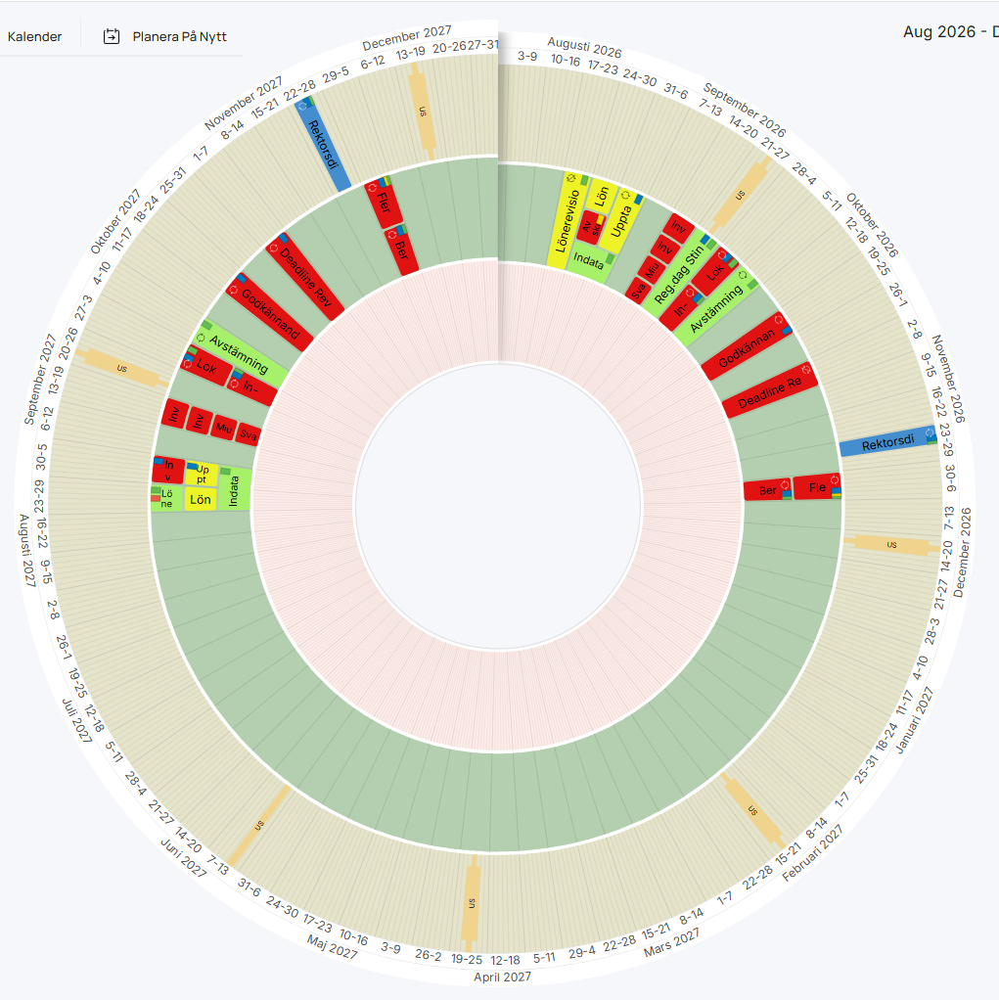 Kalender
Planera På Nytt
Aug 2026 - D
Augusti 2026
3-9
10-16
17-23
24-30
31-6
September 2026
7-13
14-20
21-27
28-4
Oktober 2026
5-11
12-18
19-25
26-1
November 2026
2-8
9-15
16-22
23-29
30-6
December 2026
7-13
14-20
21-27
28-3
Januari 2027
4-10
11-17
18-24
25-31
Februari 2027
1-7
8-14
15-21
22-28
Mars 2027
1-7
8-14
15-21
22-28
29-4
April 2027
5-11
12-18
19-25
26-2
Maj 2027
3-9
10-16
17-23
24-30
31-6
Juni 2027
7-13
14-20
21-27
28-4
Juli 2027
5-11
12-18
19-25
26-1
Augusti 2027
2-8
9-15
16-22
23-29
30-5
September 2027
6-12
13-19
20-26
27-3
Oktober 2027
4-10
11-17
18-24
25-31
November 2027
1-7
8-14
15-21
22-28
29-5
December 2027
6-12
13-19
20-26
27-31
US
Rektorsdi
US
US
US
US
US
Rektorsdi
US
Lönerevisio
Lön
Av
ski
Indata
Uppta
Inv
Inv
Miu
Sva
Reg.dag Stin
Lok
In-
Avstämning
Godkännan
Deadline Re
Fle
Ber
Lö
ne
Lön
Indata
In
v
Up
pt
Inv
Inv
Miu
Sva
Lok
In-
Avstämning
Godkännand
Deadline Rev
Fler
Ber